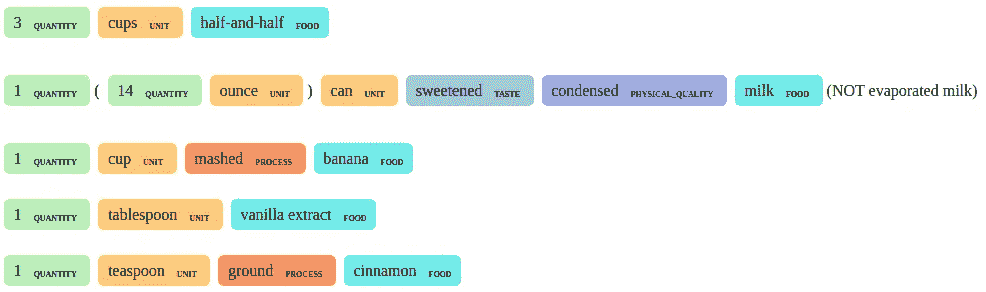 3 QUANTITY cups UNIT half-and-half FOOD
1 QUANTITY ( 14 QUANTITY ounce UNIT ) can UNIT sweetened TASTE condensed PHYSICAL_QUALITY milk FOOD (NOT evaporated milk)
1 QUANTITY cup UNIT mashed PROCESS banana FOOD
1 QUANTITY tablespoon UNIT vanilla extract FOOD
1 QUANTITY teaspoon UNIT ground PROCESS cinnamon FOOD